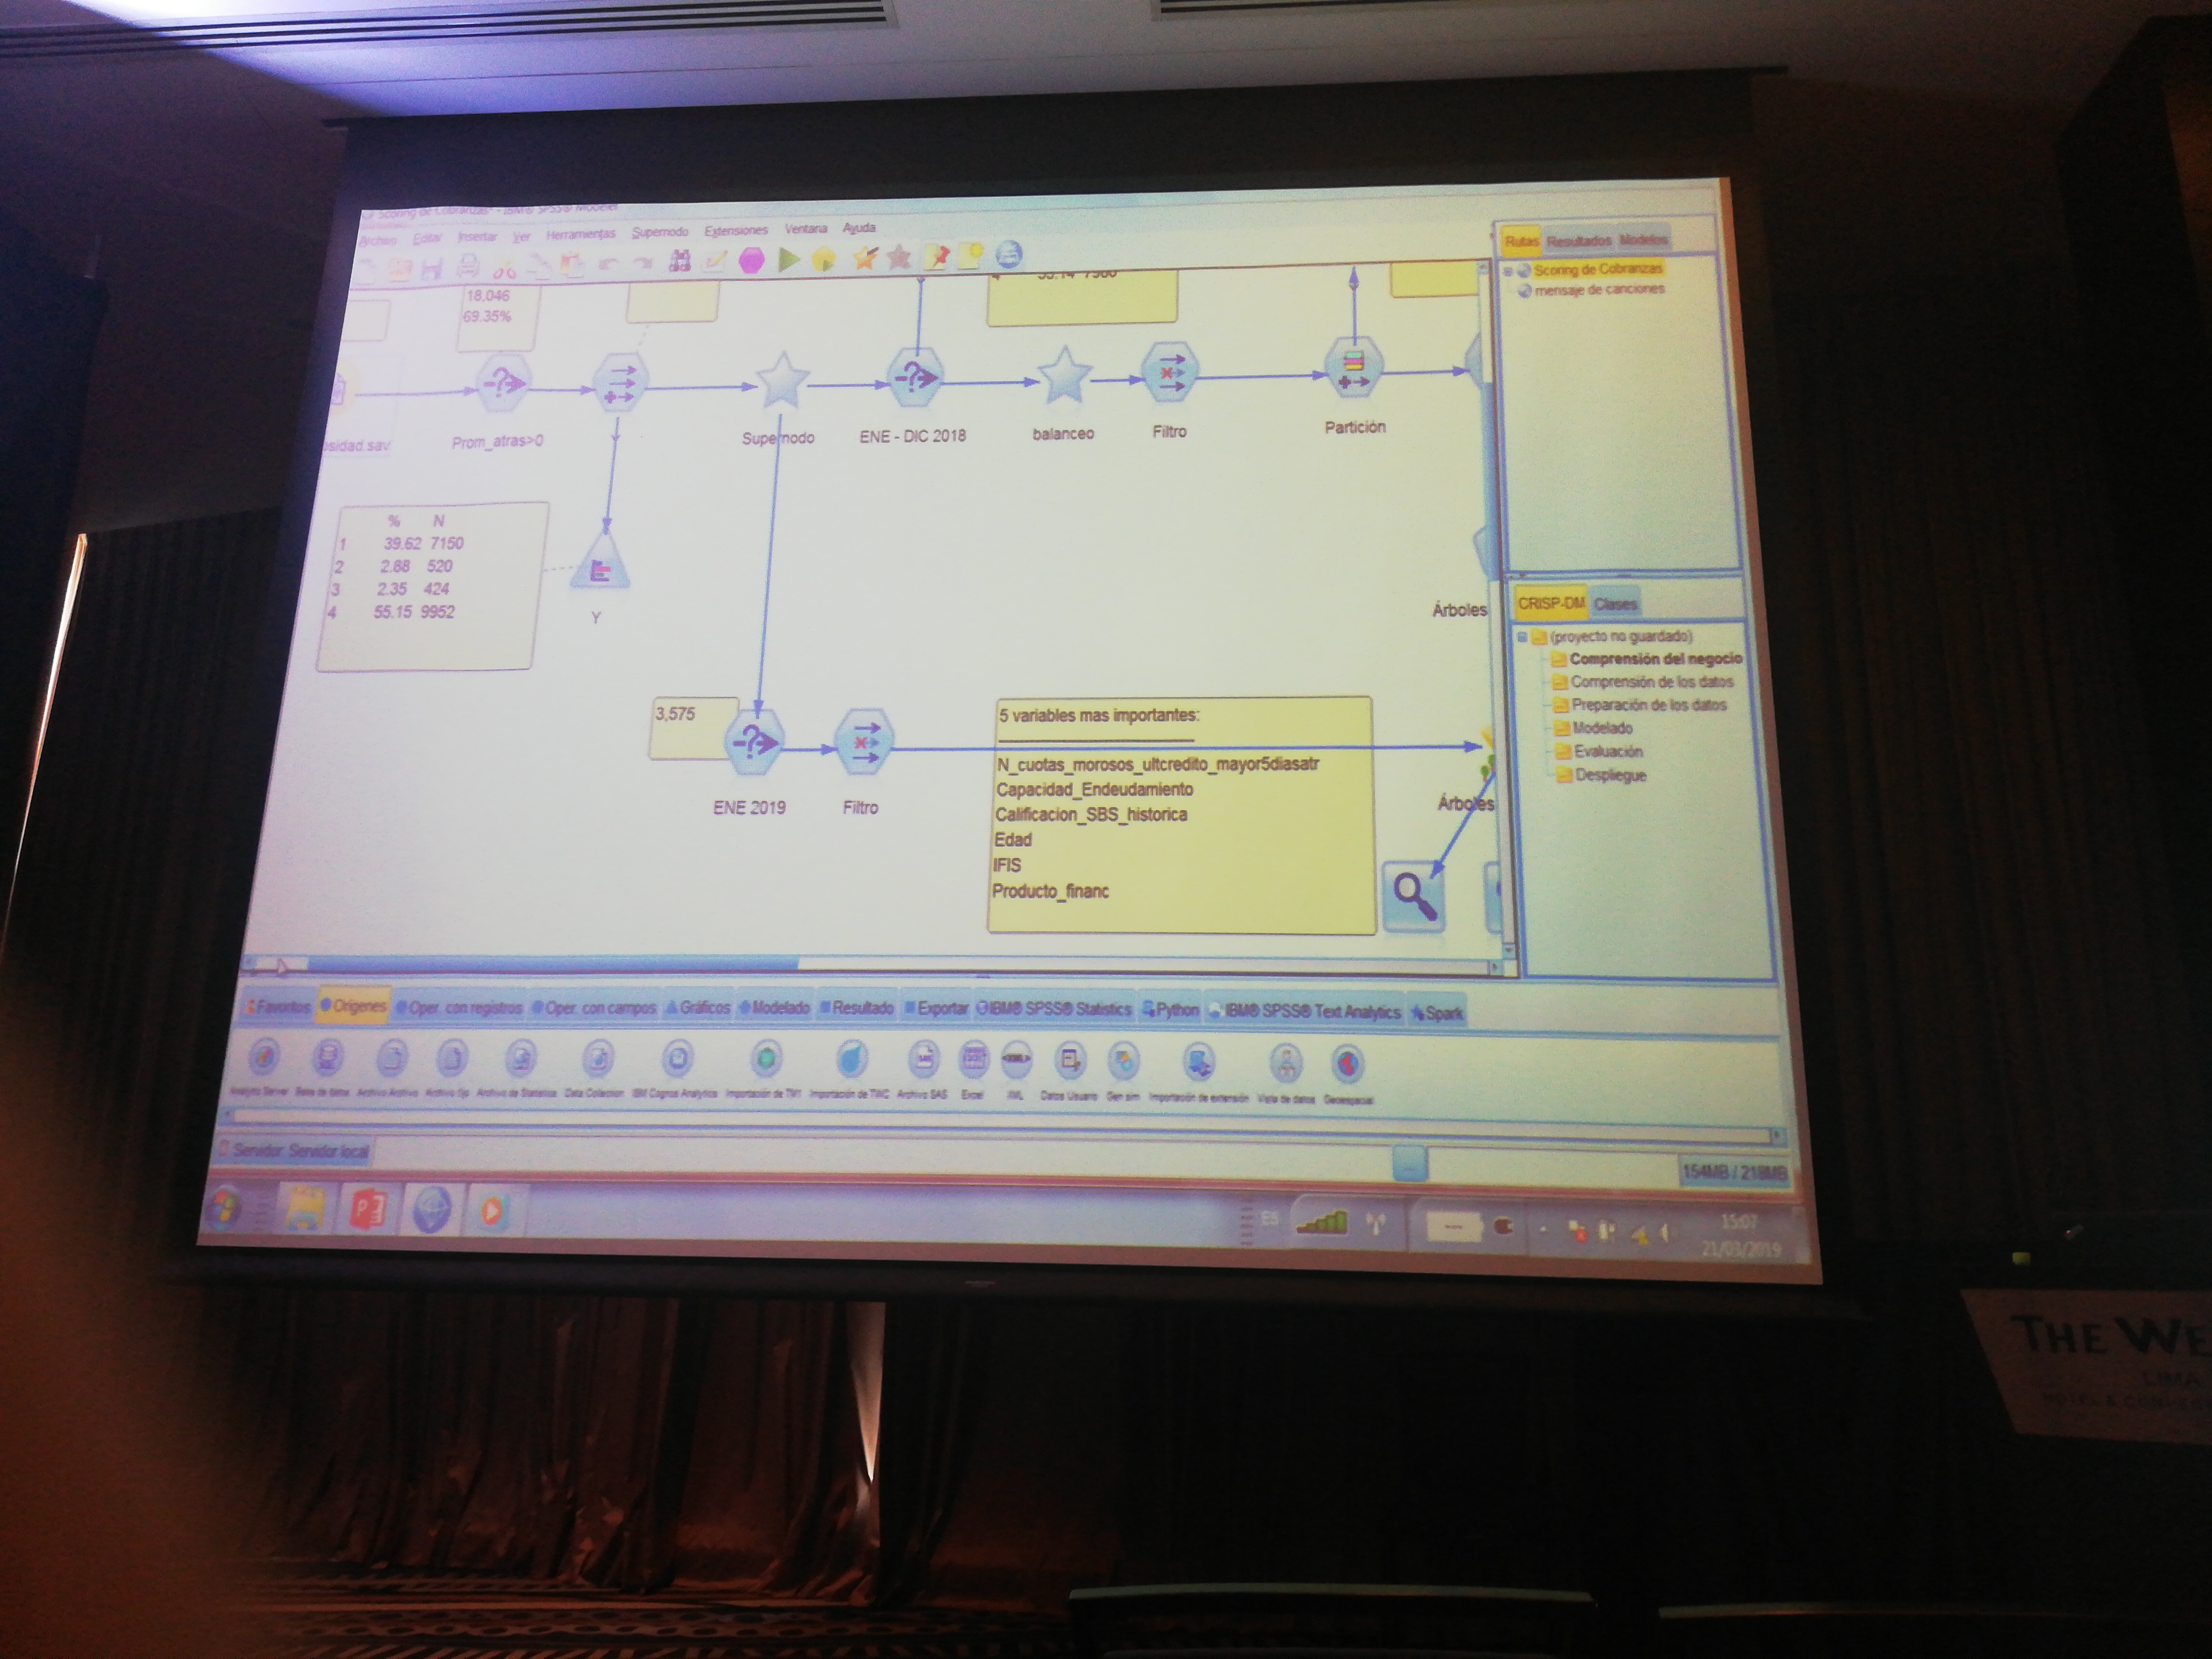 Scoring de Cobranzas* - IBM® SPSS® Modeler
Archivo Editar Insertar Ver Herramientas Supernodo Extensiones Ventana Ayuda
Rutas Resultados Modelos
Scoring de Cobranzas
mensaje de canciones
18.046
69.35%
osidad.sav
Prom_atras>0
Supernodo
ENE - DIC 2018
balanceo
Filtro
Partición
% N
1 39.62 7150
2 2.88 520
3 2.35 424
4 55.15 9952
Y
Árboles
CRISP-DM Clases
(proyecto no guardado)
Comprensión del negocio
Comprensión de los datos
Preparación de los datos
Modelado
Evaluación
Despliegue
3,575
ENE 2019
Filtro
5 variables mas importantes:
N_cuotas_morosos_ultcredito_mayor5diasatr
Capacidad_Endeudamiento
Calificacion_SBS_historica
Edad
IFIS
Producto_financ
Árboles
Favoritos Orígenes Oper. con registros Oper. con campos Gráficos Modelado Resultado Exportar IBM® SPSS® Statistics Python IBM® SPSS® Text Analytics Spark
Analytic Server Base de datos Archivo fijo Archivo de Statistics Data Collection IBM Cognos Analytics Importación de TM1 Importación de TWC Archivo SAS Excel XML Datos Usuario Gen sim Importación de extensión Vista de datos Geoespacial
Servidor: Servidor local
154MB / 218MB
ES
15:07
21/03/2019
THE WE
LIMA